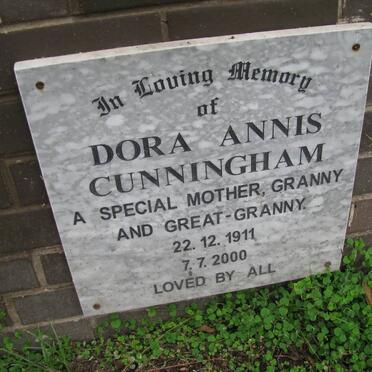 In Loving Memory
of
DORA ANNIS
CUNNINGHAM
A SPECIAL MOTHER, GRANNY
AND GREAT-GRANNY.
22. 12. 1911
7. 7. 2000
LOVED BY ALL